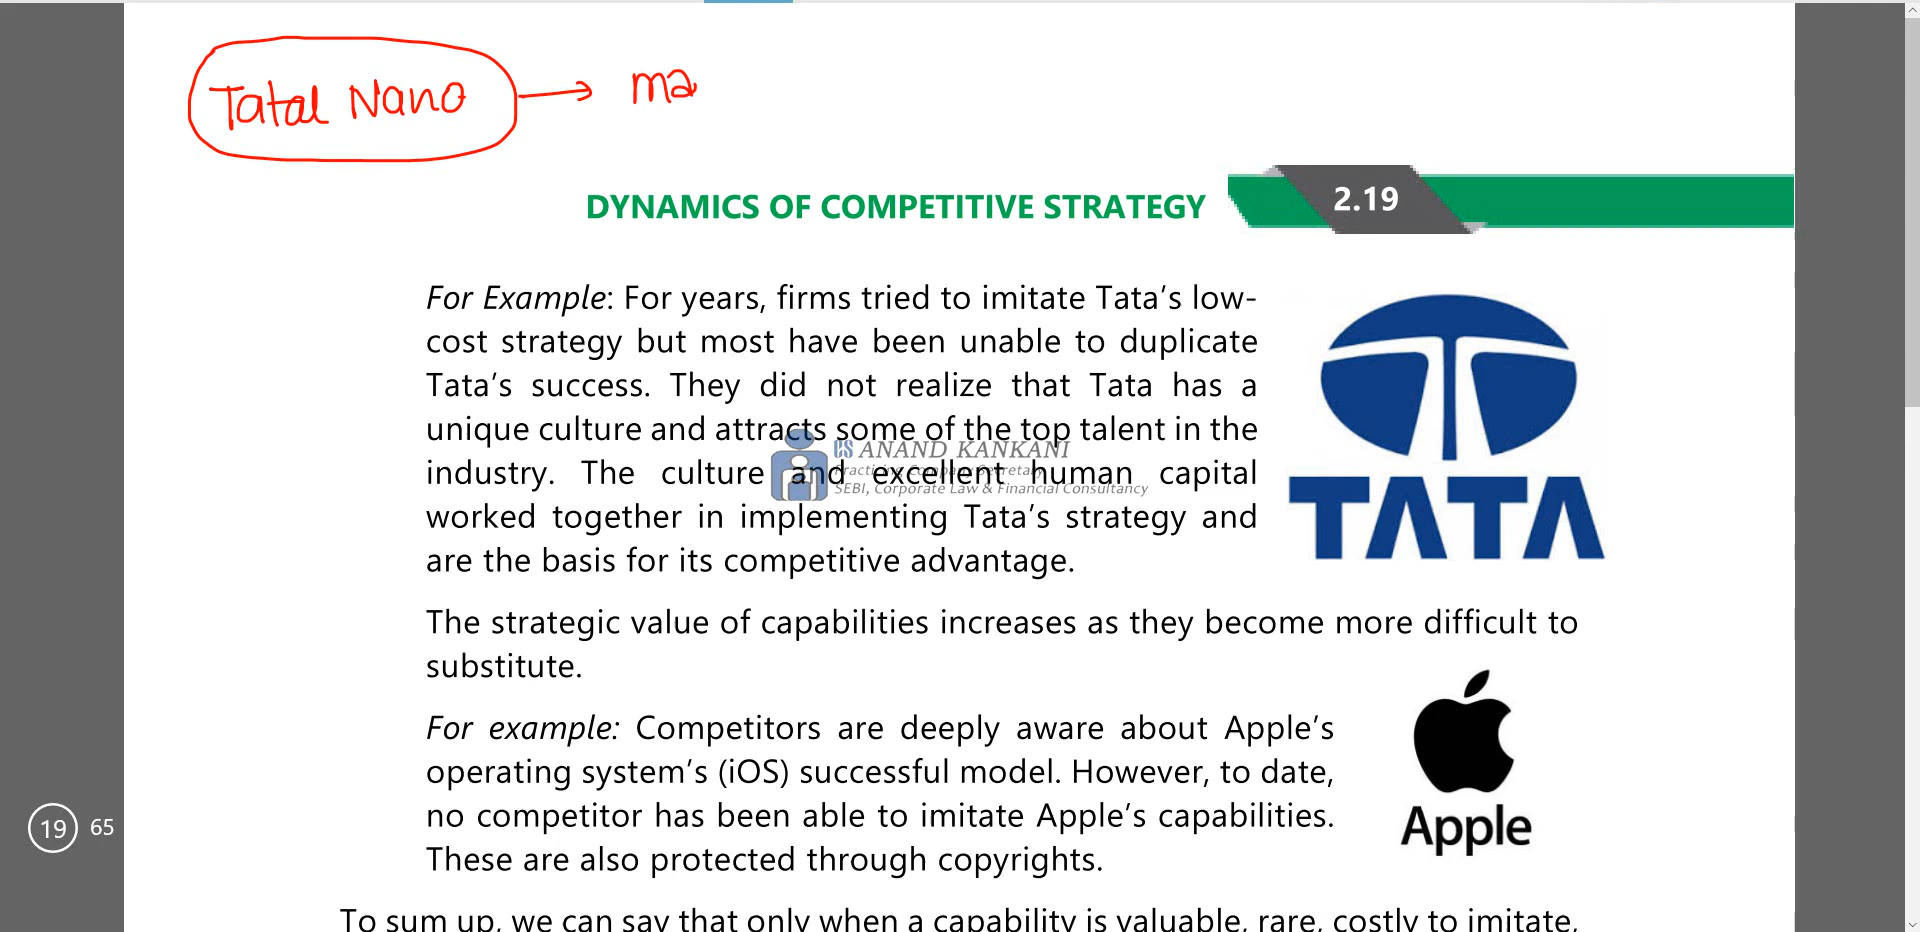 Tatal Nano → ma
DYNAMICS OF COMPETITIVE STRATEGY 2.19
For Example: For years, firms tried to imitate Tata’s low-
cost strategy but most have been unable to duplicate
Tata’s success. They did not realize that Tata has a
unique culture and attracts some of the top talent in the
industry. The culture and excellent human capital
worked together in implementing Tata’s strategy and
are the basis for its competitive advantage.
TATA
ANAND KANKANI
Practicing Company Secretary
SEBI, Corporate Law & Financial Consultancy
The strategic value of capabilities increases as they become more difficult to
substitute.
For example: Competitors are deeply aware about Apple’s
operating system’s (iOS) successful model. However, to date,
no competitor has been able to imitate Apple’s capabilities.
These are also protected through copyrights.
Apple
19 65
To sum up, we can say that only when a capability is valuable, rare, costly to imitate,